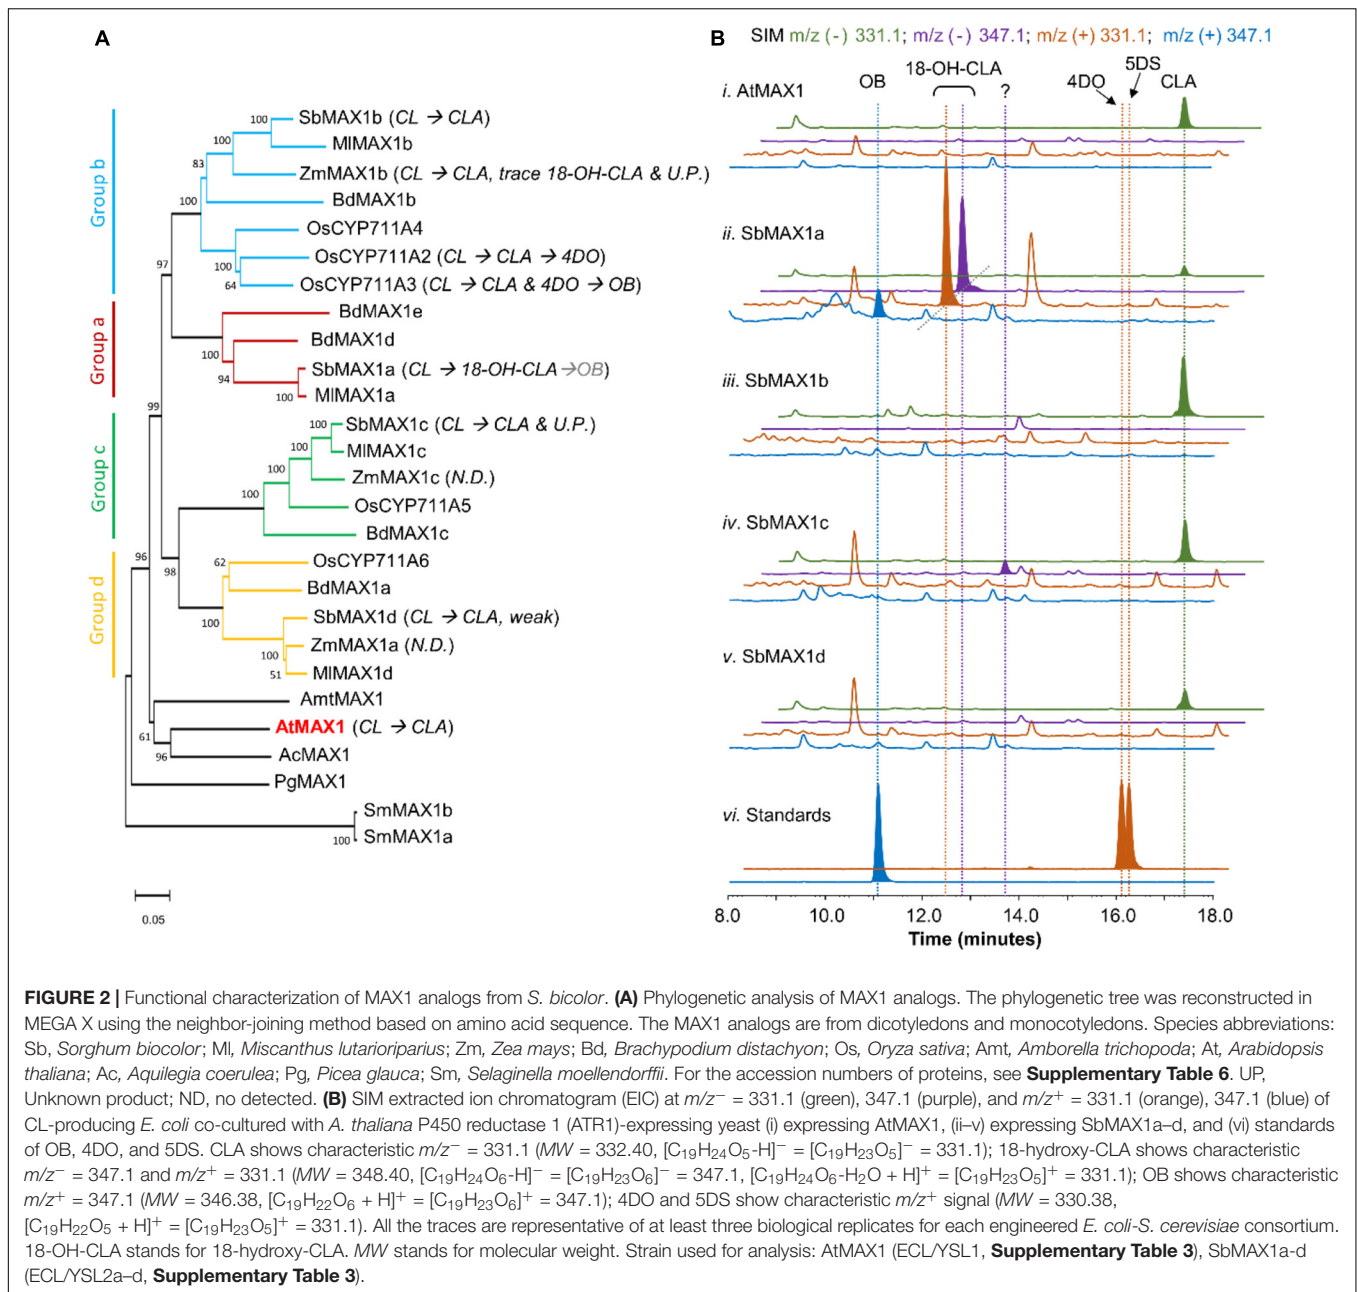 A
Group b
Group a
Group c
Group d
SbMAX1b (CL → CLA)
MlMAX1b
ZmMAX1b (CL → CLA, trace 18-OH-CLA & U.P.)
BdMAX1b
OsCYP711A4
OsCYP711A2 (CL → CLA → 4DO)
OsCYP711A3 (CL → CLA & 4DO → OB)
BdMAX1e
BdMAX1d
SbMAX1a (CL → 18-OH-CLA→OB)
MlMAX1a
SbMAX1c (CL → CLA & U.P.)
MlMAX1c
ZmMAX1c (N.D.)
OsCYP711A5
BdMAX1c
OsCYP711A6
BdMAX1a
SbMAX1d (CL → CLA, weak)
ZmMAX1a (N.D.)
MlMAX1d
AmtMAX1
AtMAX1 (CL → CLA)
AcMAX1
PgMAX1
SmMAX1b
SmMAX1a
100
100
83
100
100
64
97
100
94
100
99
100
100
100
100
96
98
62
100
100
51
61
96
100
0.05
B
SIM m/z (-) 331.1; m/z (-) 347.1; m/z (+) 331.1; m/z (+) 347.1
OB
18-OH-CLA
?
4DO
5DS
CLA
i. AtMAX1
ii. SbMAX1a
iii. SbMAX1b
iv. SbMAX1c
v. SbMAX1d
vi. Standards
8.0 10.0 12.0 14.0 16.0 18.0
Time (minutes)
FIGURE 2 | Functional characterization of MAX1 analogs from S. bicolor. (A) Phylogenetic analysis of MAX1 analogs. The phylogenetic tree was reconstructed in
MEGA X using the neighbor-joining method based on amino acid sequence. The MAX1 analogs are from dicotyledons and monocotyledons. Species abbreviations:
Sb, Sorghum biocolor; Ml, Miscanthus lutarioriparius; Zm, Zea mays; Bd, Brachypodium distachyon; Os, Oryza sativa; Amt, Amborella trichopoda; At, Arabidopsis
thaliana; Ac, Aquilegia coerulea; Pg, Picea glauca; Sm, Selaginella moellendorffii. For the accession numbers of proteins, see Supplementary Table 6. UP,
Unknown product; ND, no detected. (B) SIM extracted ion chromatogram (EIC) at m/z⁻ = 331.1 (green), 347.1 (purple), and m/z⁺ = 331.1 (orange), 347.1 (blue) of
CL-producing E. coli co-cultured with A. thaliana P450 reductase 1 (ATR1)-expressing yeast (i) expressing AtMAX1, (ii–v) expressing SbMAX1a–d, and (vi) standards
of OB, 4DO, and 5DS. CLA shows characteristic m/z⁻ = 331.1 (MW = 332.40, [C₁₉H₂₄O₅-H]⁻ = [C₁₉H₂₃O₅]⁻ = 331.1); 18-hydroxy-CLA shows characteristic
m/z⁻ = 347.1 and m/z⁺ = 331.1 (MW = 348.40, [C₁₉H₂₄O₆-H]⁻ = [C₁₉H₂₃O₆]⁻ = 347.1, [C₁₉H₂₄O₆-H2O + H]⁺ = [C₁₉H₂₃O₅]⁺ = 331.1); OB shows characteristic
m/z⁺ = 347.1 (MW = 346.38, [C₁₉H₂₂O₆ + H]⁺ = [C₁₉H₂₃O₆]⁺ = 347.1); 4DO and 5DS show characteristic m/z⁺ signal (MW = 330.38,
[C₁₉H₂₂O₅ + H]⁺ = [C₁₉H₂₃O₅]⁺ = 331.1). All the traces are representative of at least three biological replicates for each engineered E. coli-S. cerevisiae consortium.
18-OH-CLA stands for 18-hydroxy-CLA. MW stands for molecular weight. Strain used for analysis: AtMAX1 (ECL/YSL1, Supplementary Table 3), SbMAX1a-d
(ECL/YSL2a–d, Supplementary Table 3).